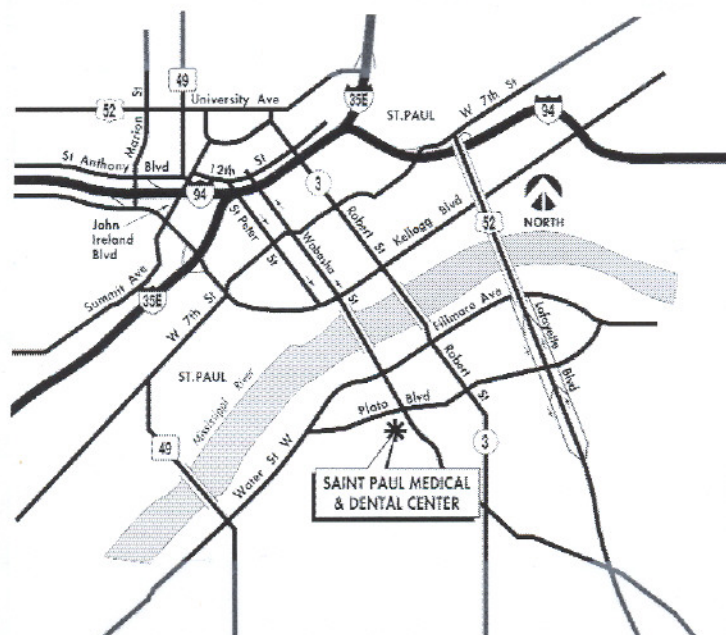 49
52
Marion St
University Ave
35E
ST. PAUL
W 7th St
94
St Anthony Blvd
12th St
3
94
John
Ireland
Blvd
St Peter St
Wabasha St
Robert St
Kellogg Blvd
52
NORTH
Summit Ave
35E
W 7th St
Fillmore Ave
Lafayette Blvd
ST. PAUL
Mississippi River
Robert St
Plato Blvd
49
Water St W
3
SAINT PAUL MEDICAL
& DENTAL CENTER